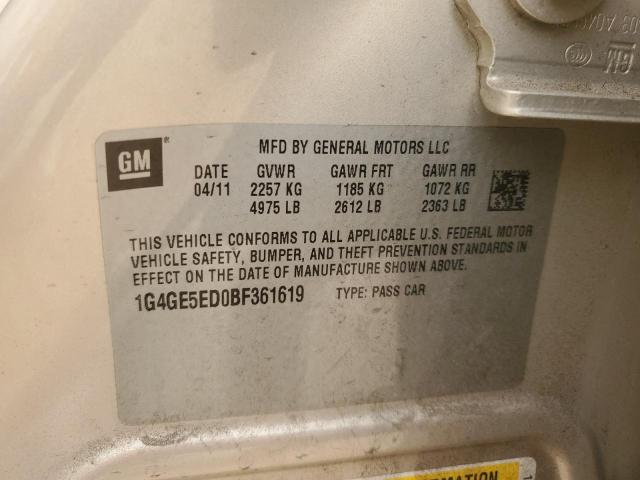 GM
MFD BY GENERAL MOTORS LLC
DATE GVWR GAWR FRT GAWR RR
04/11 2257 KG 1185 KG 1072 KG
4975 LB 2612 LB 2363 LB
THIS VEHICLE CONFORMS TO ALL APPLICABLE U.S. FEDERAL MOTOR
VEHICLE SAFETY, BUMPER, AND THEFT PREVENTION STANDARDS IN
EFFECT ON THE DATE OF MANUFACTURE SHOWN ABOVE.
1G4GE5ED0BF361619 TYPE: PASS CAR
GM